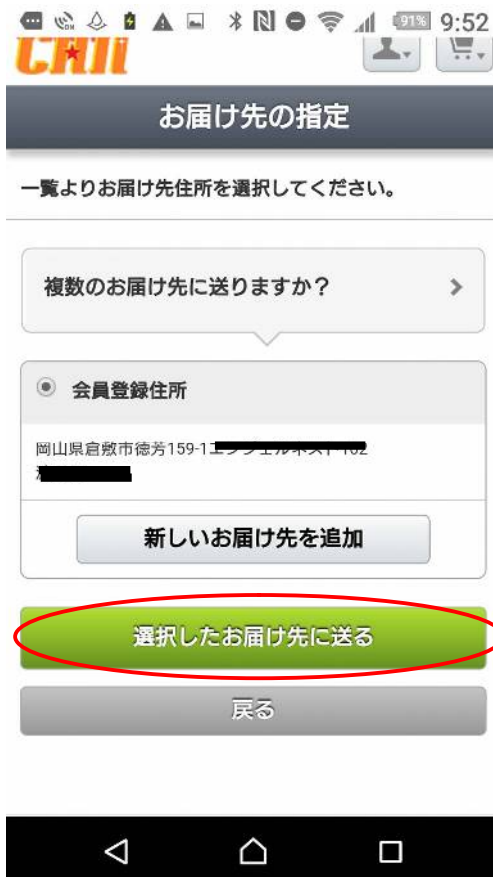 91% 9:52
お届け先の指定
一覧よりお届け先住所を選択してください。
複数のお届け先に送りますか？
会員登録住所
岡山県倉敷市徳芳159-1
新しいお届け先を追加
選択したお届け先に送る
戻る